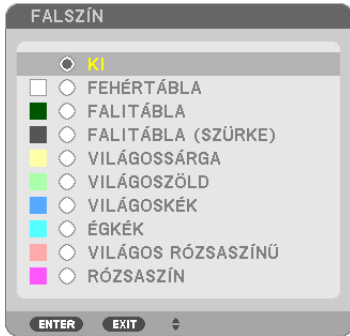 FALSZÍN
KI
FEHÉRTÁBLA
FALITÁBLA
FALITÁBLA (SZÜRKE)
VILÁGOSSÁRGA
VILÁGOSZÖLD
VILÁGOSKÉK
ÉGKÉK
VILÁGOS RÓZSASZÍNŰ
RÓZSASZÍN
ENTER EXIT